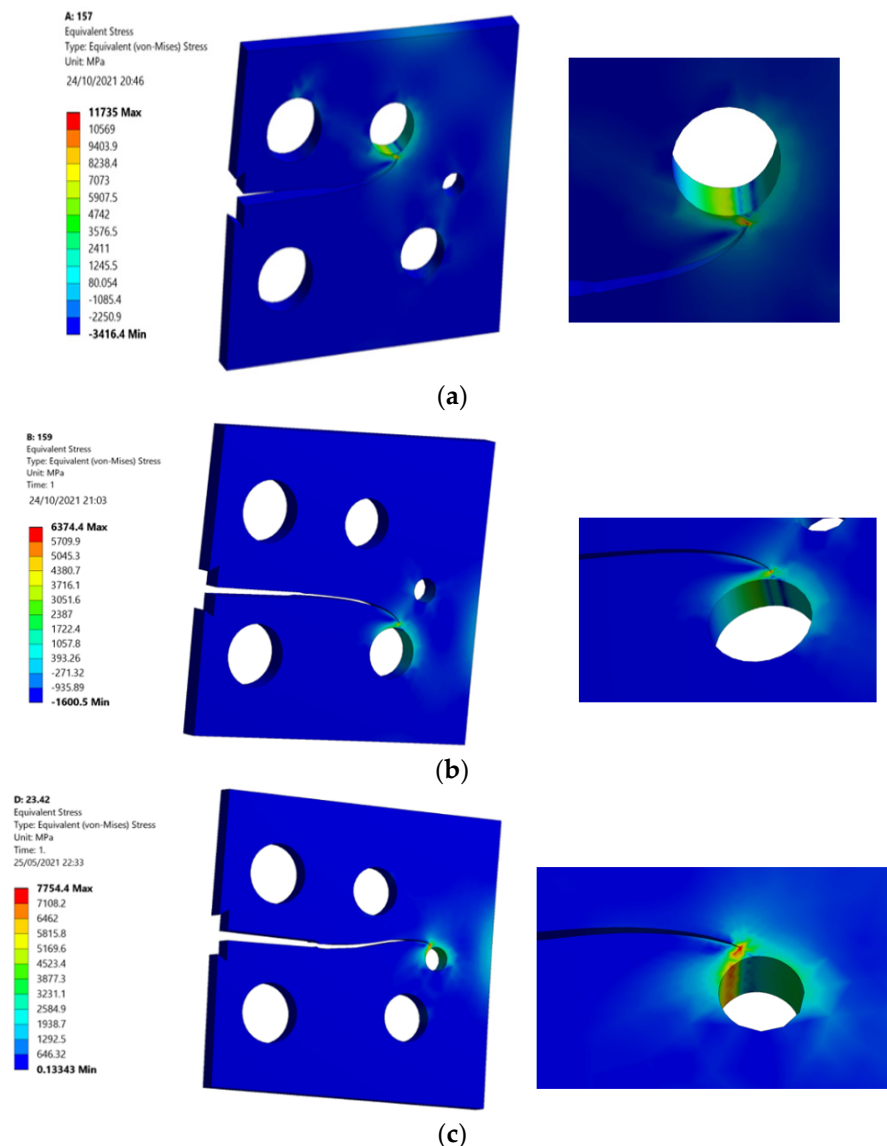 A: 157
Equivalent Stress
Type: Equivalent (von-Mises) Stress
Unit: MPa
24/10/2021 20:46
11735 Max
10569
9403.9
8238.4
7073
5907.5
4742
3576.5
2411
1245.5
80.054
-1085.4
-2250.9
-3416.4 Min
(a)
B: 159
Equivalent Stress
Type: Equivalent (von-Mises) Stress
Unit: MPa
Time: 1
24/10/2021 21:03
6374.4 Max
5709.9
5045.3
4380.7
3716.1
3051.6
2387
1722.4
1057.8
393.26
-271.32
-935.89
-1600.5 Min
(b)
D: 23.42
Equivalent Stress
Type: Equivalent (von-Mises) Stress
Unit: MPa
Time: 1.
25/05/2021 22:33
7754.4 Max
7108.2
6462
5815.8
5169.6
4523.4
3877.3
3231.1
2584.9
1938.7
1292.5
646.32
0.13343 Min
(c)